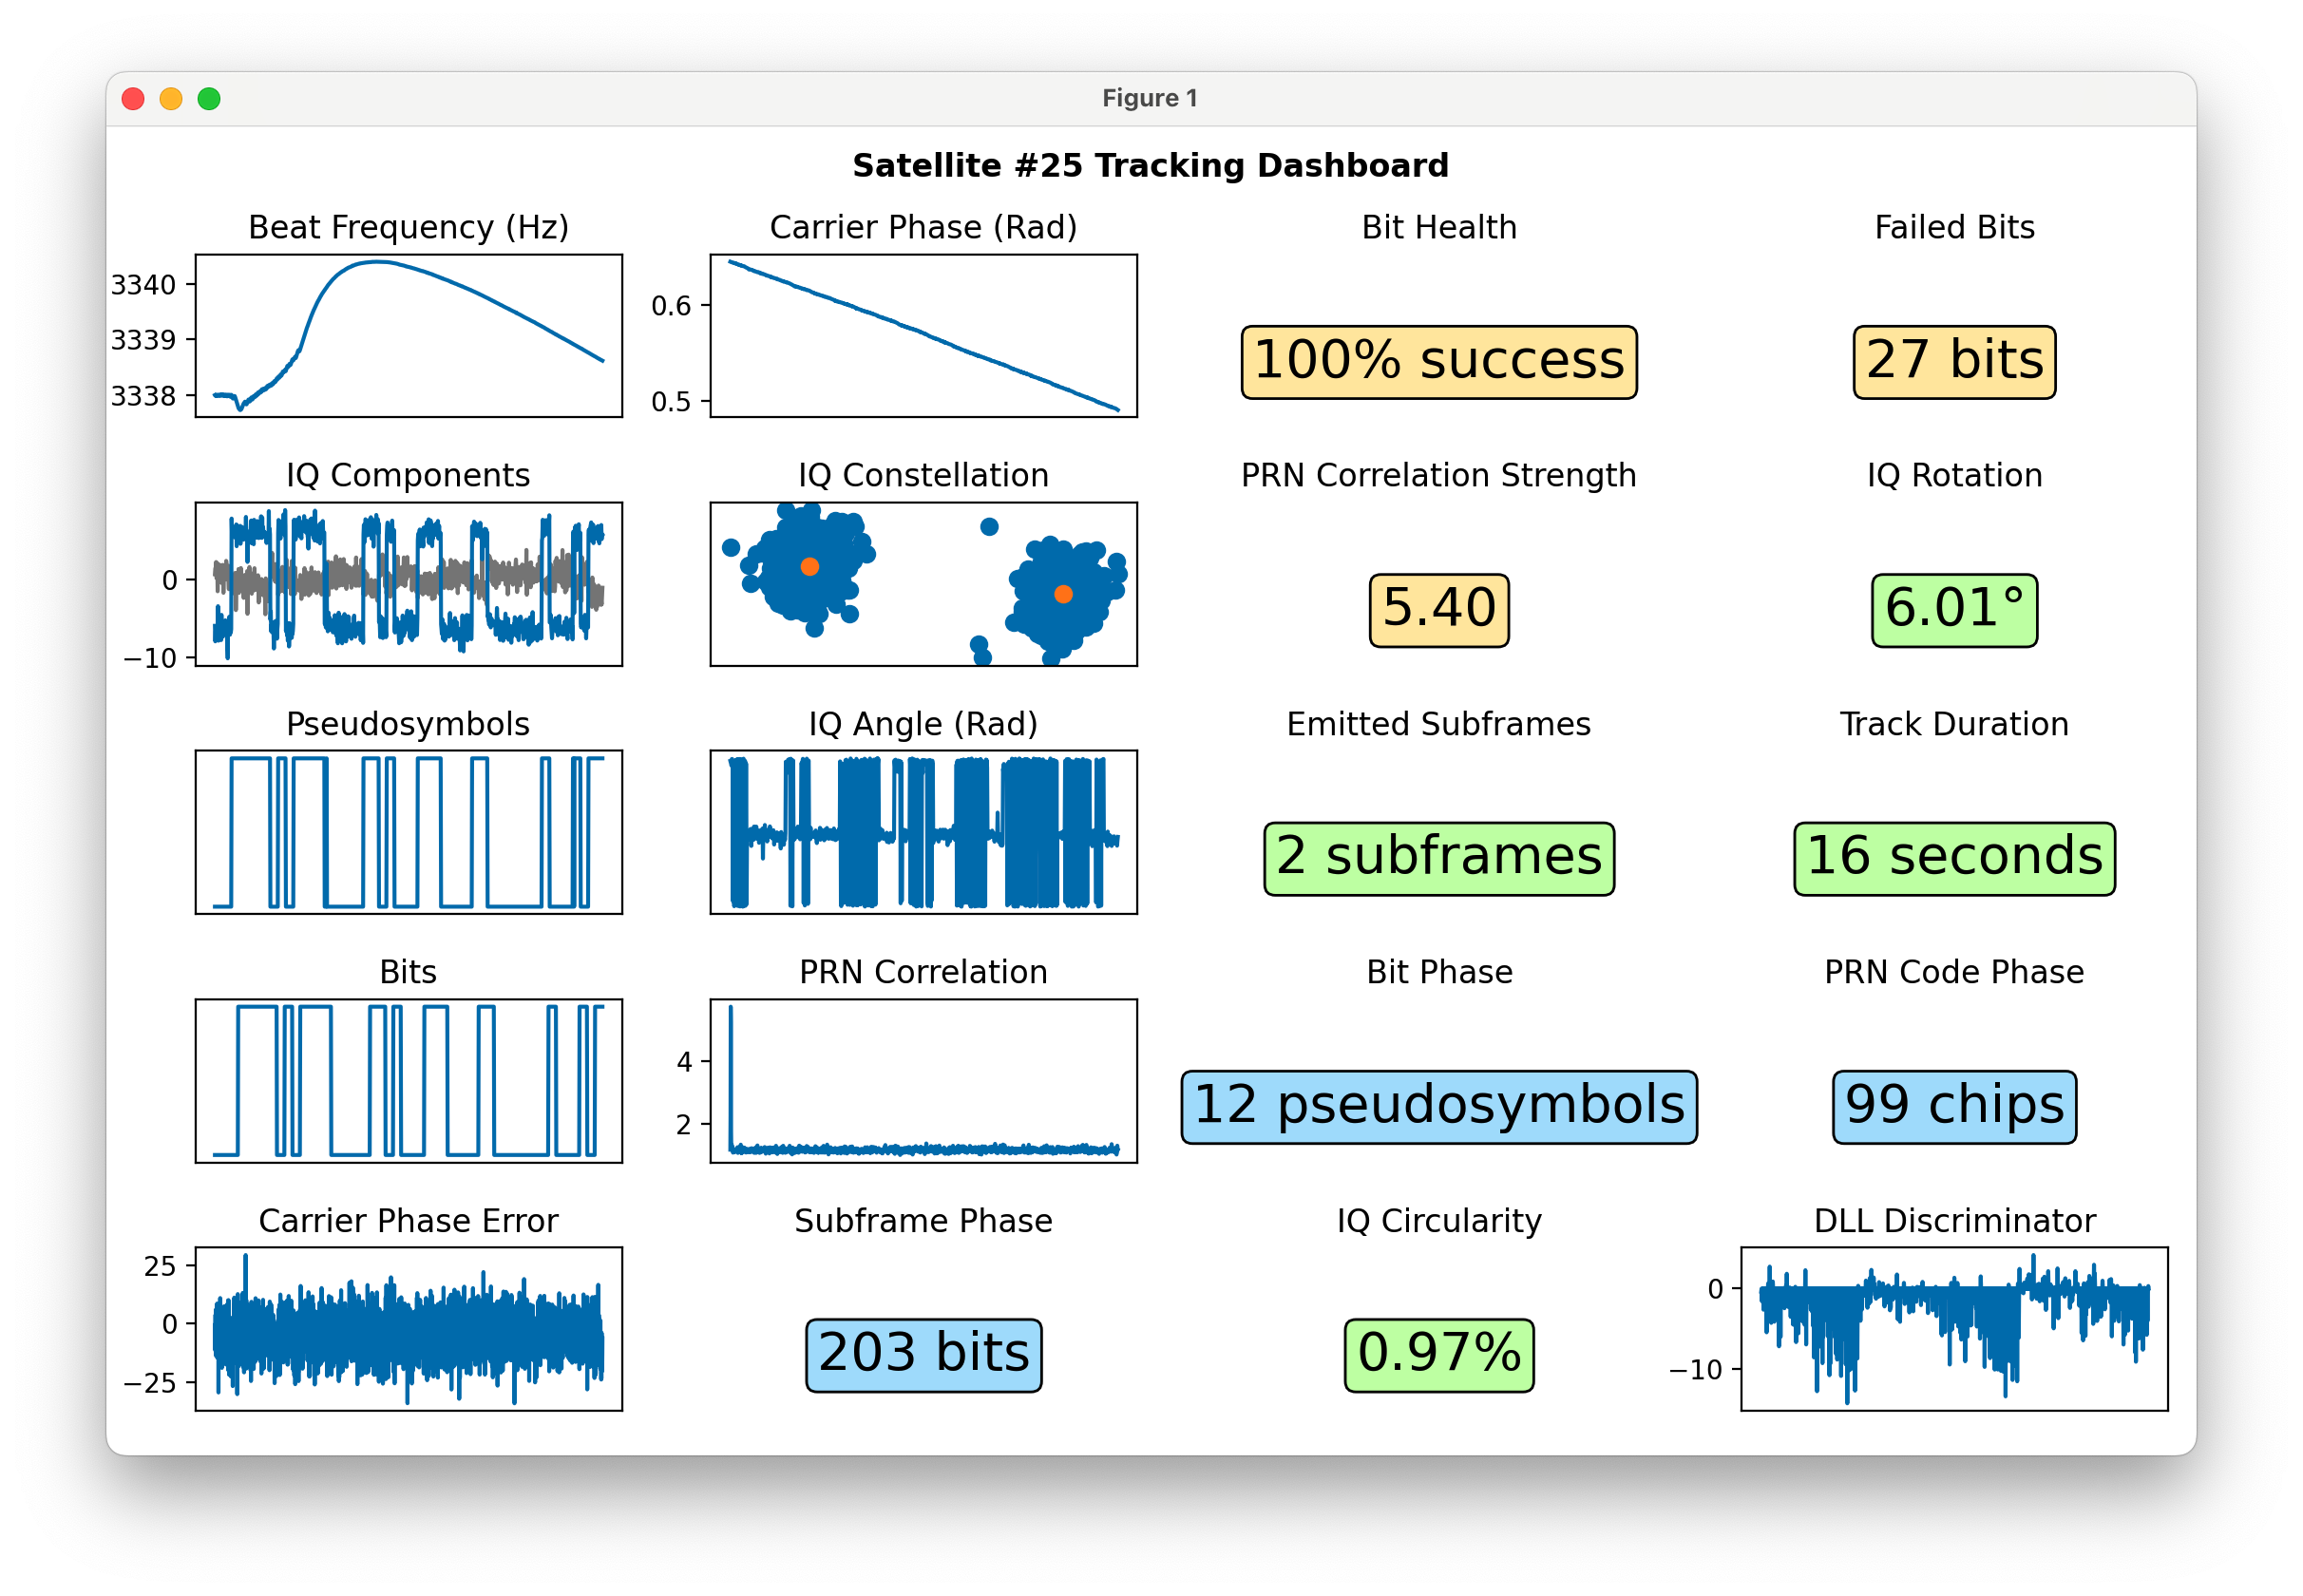 Figure 1
Satellite #25 Tracking Dashboard
Beat Frequency (Hz)
3340
3339
3338
Carrier Phase (Rad)
0.6
0.5
Bit Health
100% success
Failed Bits
27 bits
IQ Components
0
−10
IQ Constellation
PRN Correlation Strength
5.40
IQ Rotation
6.01°
Pseudosymbols
IQ Angle (Rad)
Emitted Subframes
2 subframes
Track Duration
16 seconds
Bits
PRN Correlation
4
2
Bit Phase
12 pseudosymbols
PRN Code Phase
99 chips
Carrier Phase Error
25
0
−25
Subframe Phase
203 bits
IQ Circularity
0.97%
DLL Discriminator
0
−10